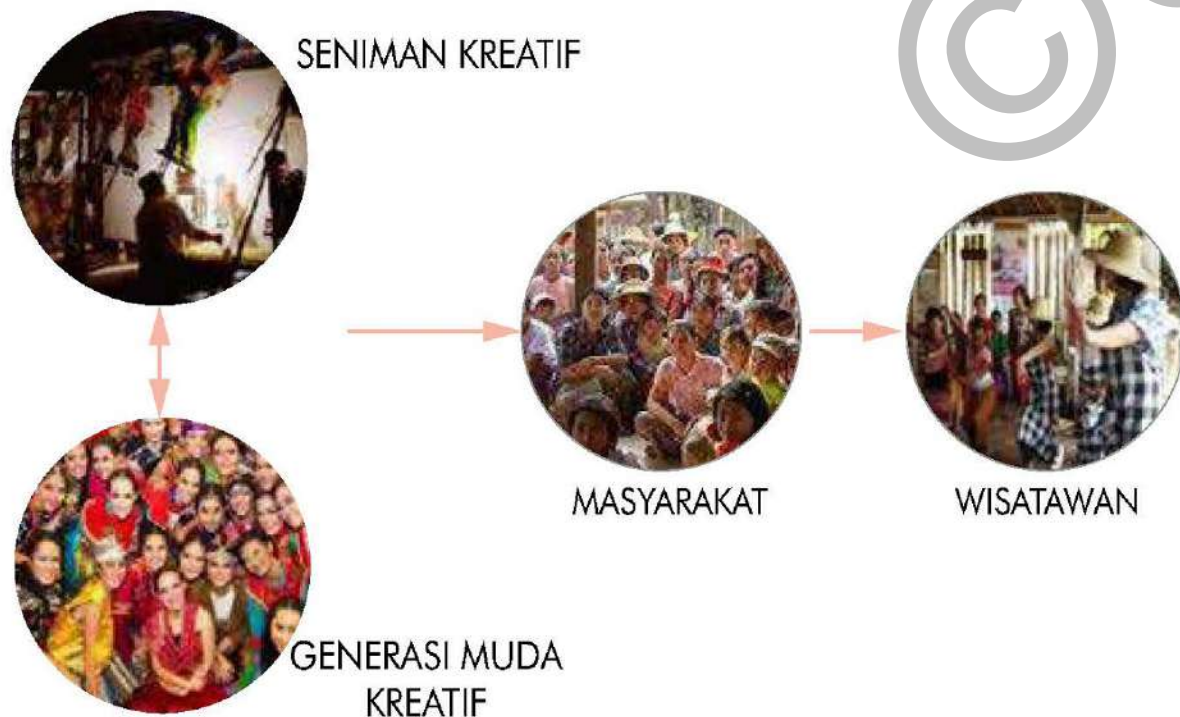 SENIMAN KREATIF
MASYARAKAT
WISATAWAN
GENERASI MUDA
KREATIF